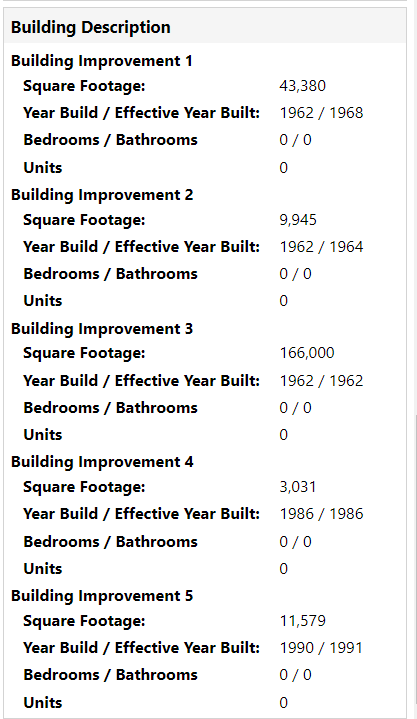 Building Description
Building Improvement 1
Square Footage: 43,380
Year Build / Effective Year Built: 1962 / 1968
Bedrooms / Bathrooms 0 / 0
Units 0
Building Improvement 2
Square Footage: 9,945
Year Build / Effective Year Built: 1962 / 1964
Bedrooms / Bathrooms 0 / 0
Units 0
Building Improvement 3
Square Footage: 166,000
Year Build / Effective Year Built: 1962 / 1962
Bedrooms / Bathrooms 0 / 0
Units 0
Building Improvement 4
Square Footage: 3,031
Year Build / Effective Year Built: 1986 / 1986
Bedrooms / Bathrooms 0 / 0
Units 0
Building Improvement 5
Square Footage: 11,579
Year Build / Effective Year Built: 1990 / 1991
Bedrooms / Bathrooms 0 / 0
Units 0